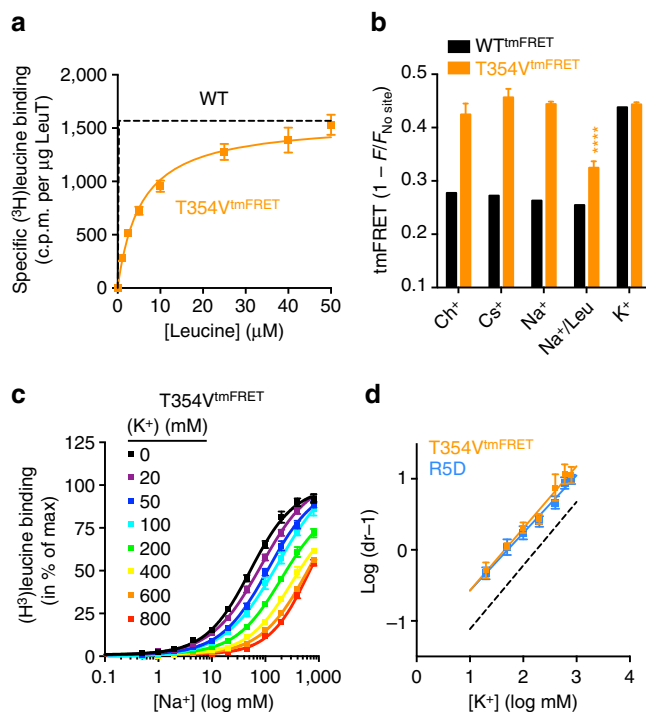 a
Specific (³H)leucine binding
(c.p.m. per μg LeuT)
2,000
1,500
1,000
500
0
WT
T354V^tmFRET
0 10 20 30 40 50
[Leucine] (μM)
b
WT^tmFRET
T354V^tmFRET
tmFRET (1 − F/F_No site)
0.5
0.4
0.3
0.2
0.1
****
Ch⁺ Cs⁺ Na⁺ Na⁺/Leu K⁺
c
T354V^tmFRET
(K⁺) (mM)
0
20
50
100
200
400
600
800
(H³)leucine binding
(in % of max)
125
100
75
50
25
0
0.1 1 10 100 1,000
[Na⁺] (log mM)
d
T354V^tmFRET
R5D
Log (dr–1)
1
0
−1
0 1 2 3 4
[K⁺] (log mM)